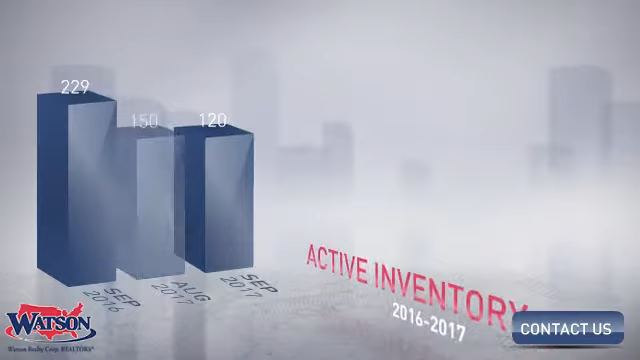 229
150
120
SEP
2016
AUG
2017
SEP
2017
ACTIVE INVENTORY
2016-2017
CONTACT US
WATSON
Watson Realty Corp. REALTORS®